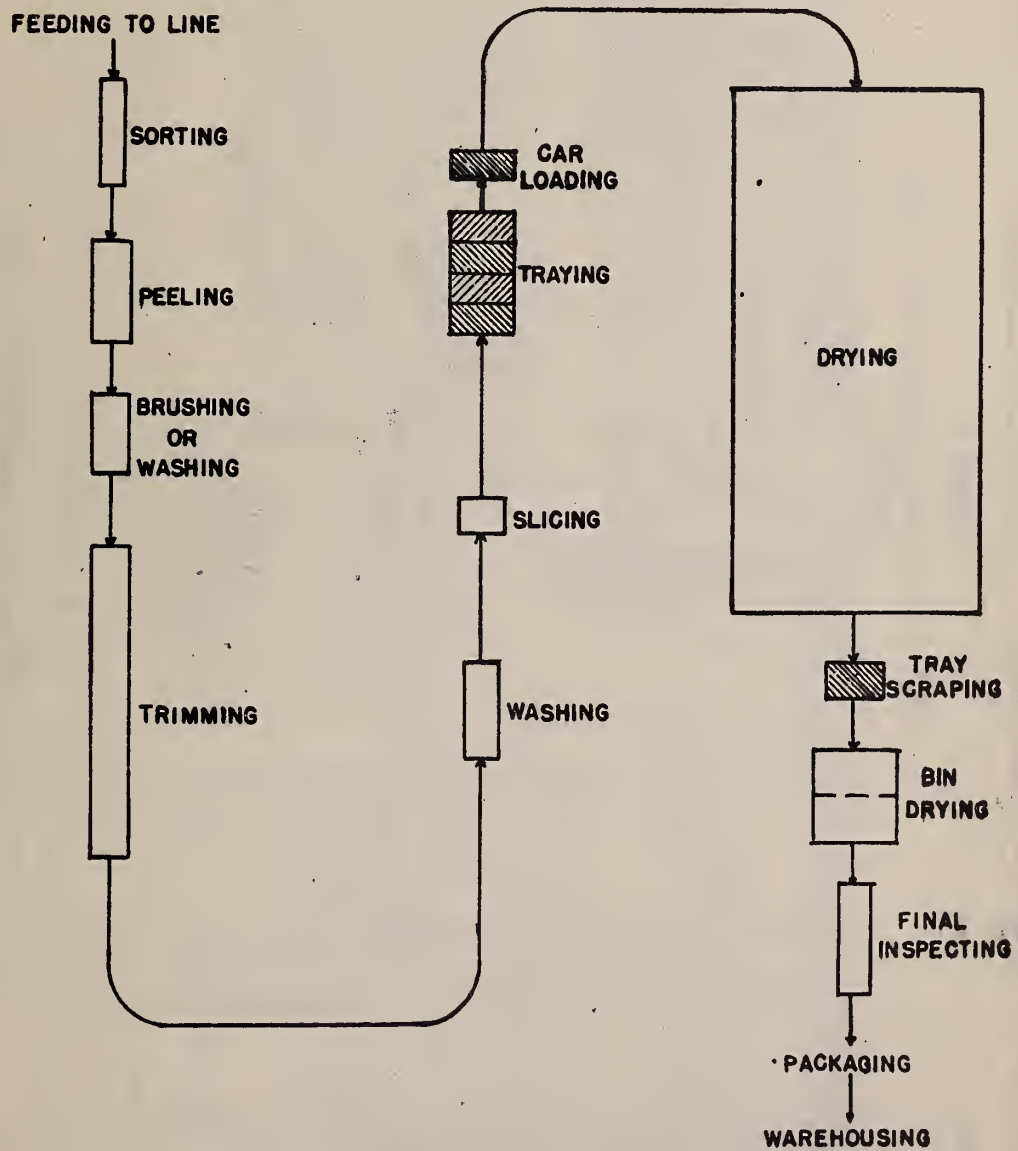 FEEDING TO LINE
SORTING
PEELING
BRUSHING
OR
WASHING
TRIMMING
WASHING
SLICING
TRAYING
CAR
LOADING
DRYING
TRAY
SCRAPING
BIN
DRYING
FINAL
INSPECTING
PACKAGING
WAREHOUSING